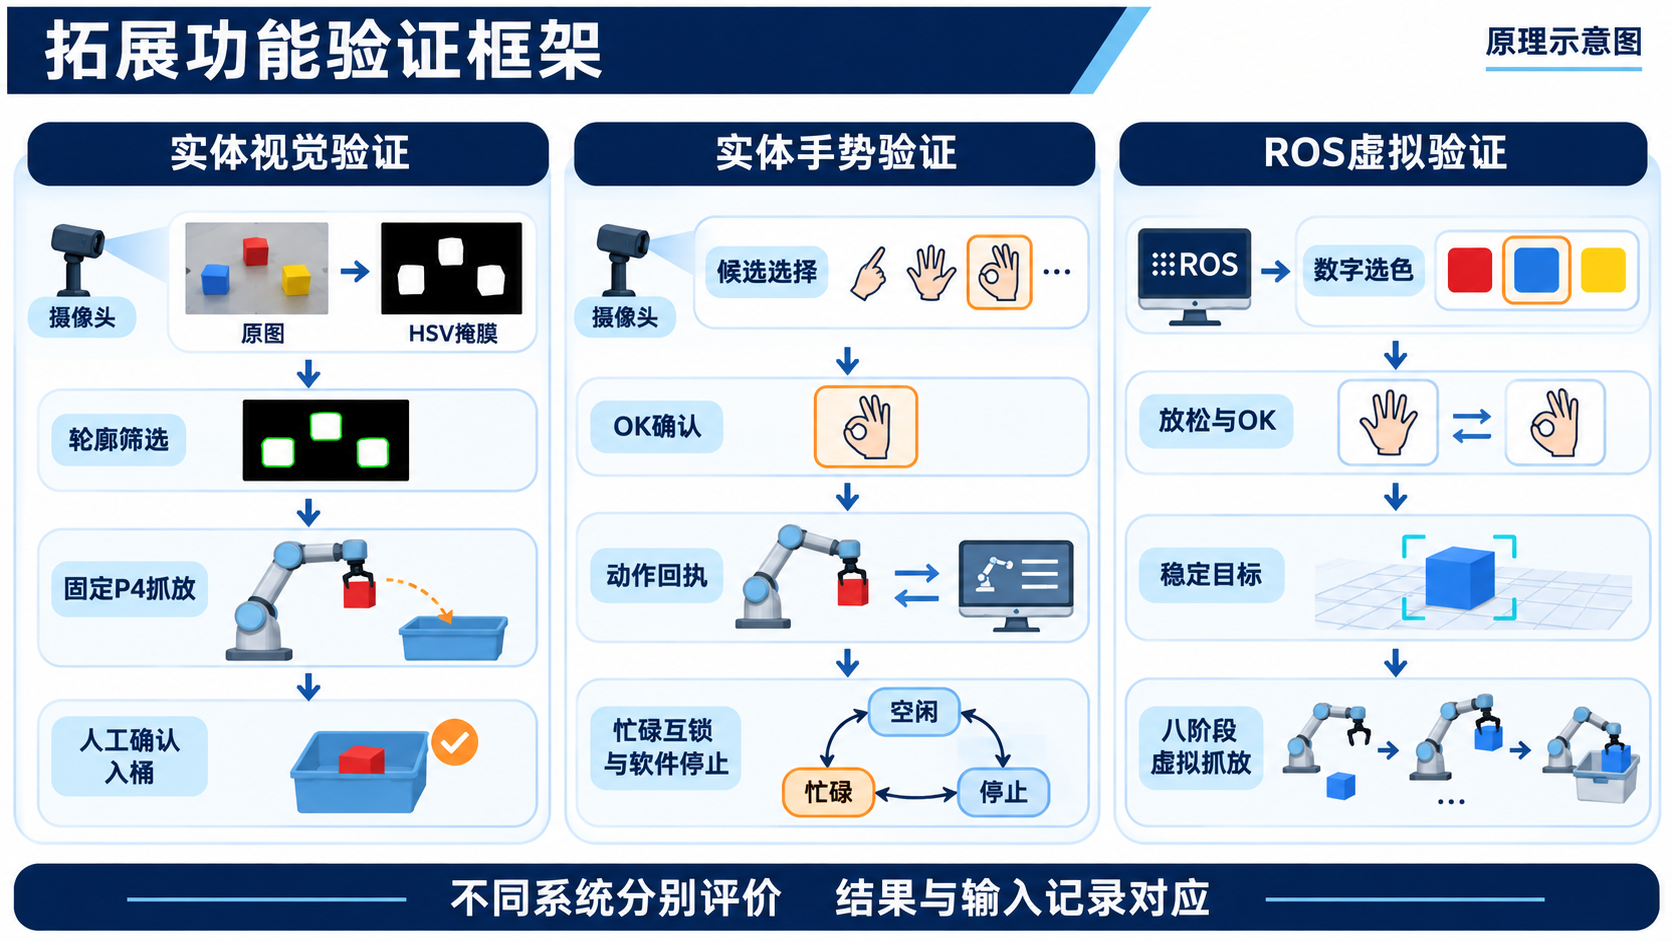 拓展功能验证框架
原理示意图
实体视觉验证
摄像头
原图
HSV掩膜
轮廓筛选
固定P4抓放
人工确认
入桶
实体手势验证
摄像头
候选选择
...
OK确认
动作回执
忙碌互锁
与软件停止
空闲
忙碌
停止
ROS虚拟验证
ROS
数字选色
放松与OK
稳定目标
八阶段
虚拟抓放
...
不同系统分别评价 结果与输入记录对应